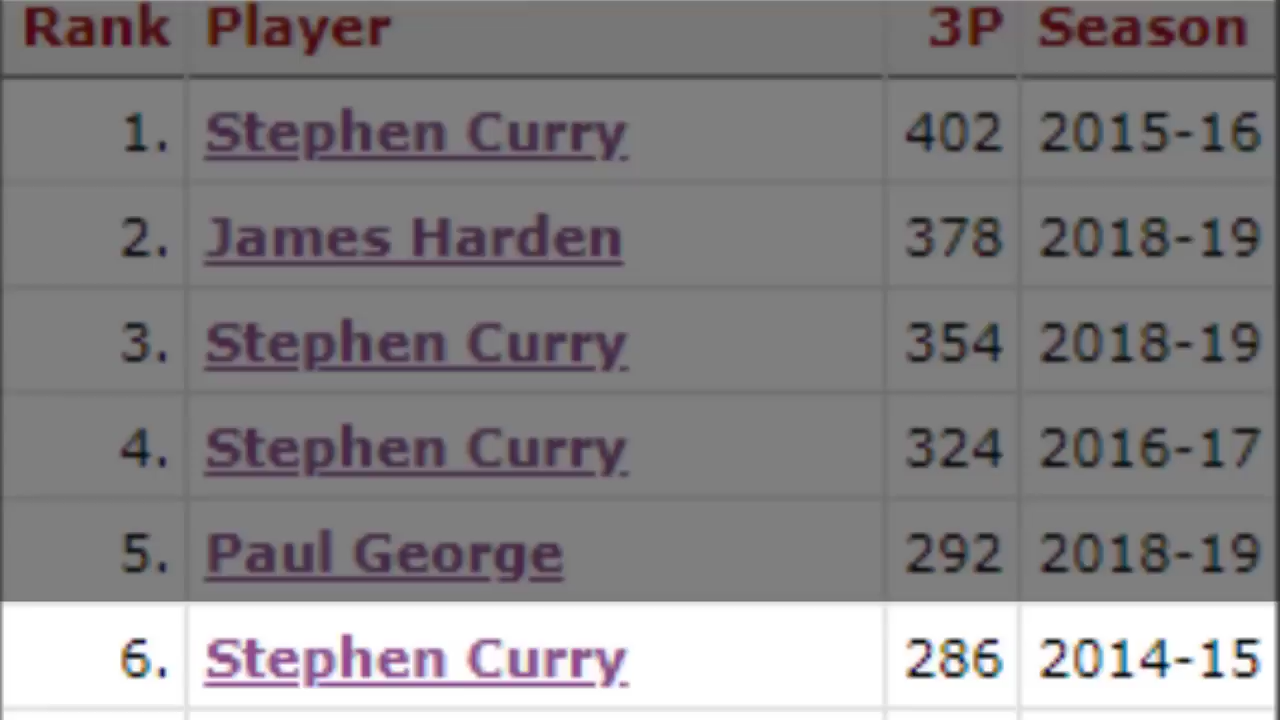 Rank Player 3P Season
1. Stephen Curry 402 2015-16
2. James Harden 378 2018-19
3. Stephen Curry 354 2018-19
4. Stephen Curry 324 2016-17
5. Paul George 292 2018-19
6. Stephen Curry 286 2014-15